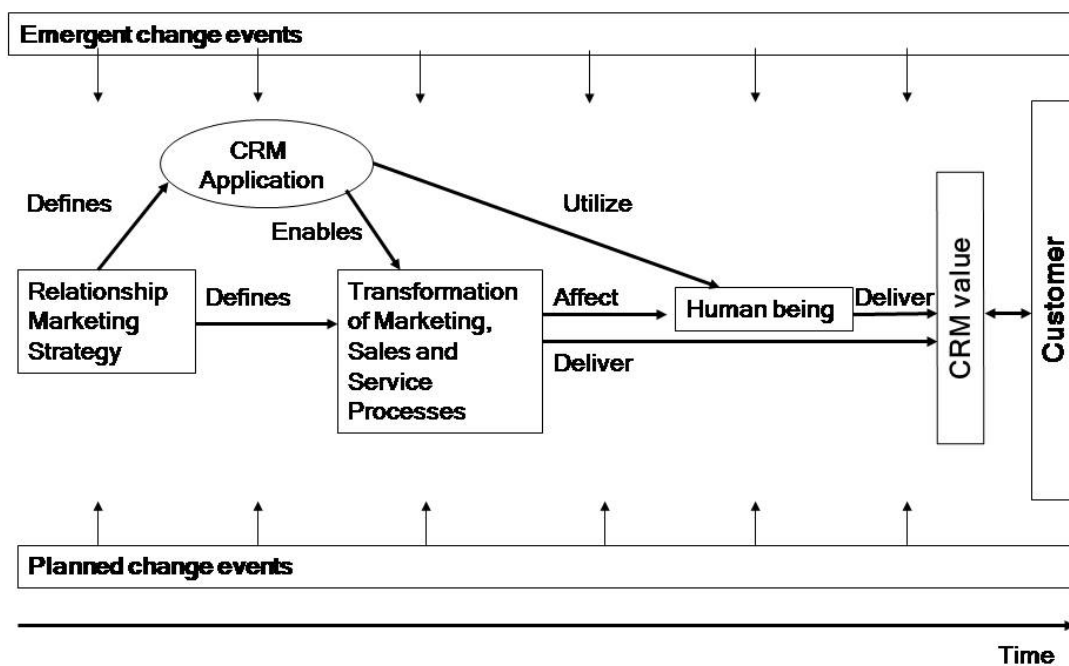 Emergent change events
CRM
Application
Defines
Utilize
Enables
Relationship
Marketing
Strategy
Defines
Transformation
of Marketing,
Sales and
Service
Processes
Affect
Deliver
Human being
Deliver
CRM value
Customer
Planned change events
Time